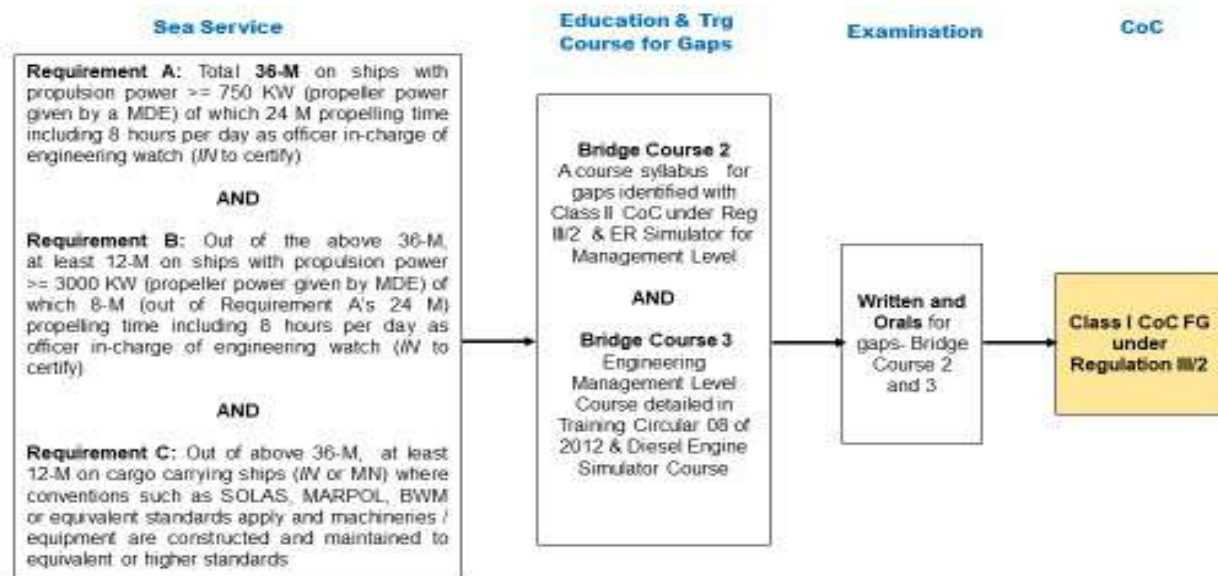 Sea Service
Requirement A: Total 36-M on ships with
propulsion power >= 750 KW (propeller power
given by a MDE) of which 24 M propelling time
including 8 hours per day as officer in-charge of
engineering watch (IN to certify)
AND
Requirement B: Out of the above 36-M,
at least 12-M on ships with propulsion power
>= 3000 KW (propeller power given by MDE) of
which 8-M (out of Requirement A's 24 M)
propelling time including 8 hours per day as
officer in-charge of engineering watch (IN to
certify)
AND
Requirement C: Out of above 36-M, at least
12-M on cargo carrying ships (IN or MN) where
conventions such as SOLAS, MARPOL, BWM
or equivalent standards apply and machineries /
equipment are constructed and maintained to
equivalent or higher standards
Education & Trg
Course for Gaps
Bridge Course 2
A course syllabus for
gaps identified with
Class II CoC under Reg
III/2 & ER Simulator for
Management Level
AND
Bridge Course 3
Engineering
Management Level
Course detailed in
Training Circular 08 of
2012 & Diesel Engine
Simulator Course
Examination
Written and
Orals for
gaps- Bridge
Course 2
and 3
CoC
Class I CoC FG
under
Regulation III/2